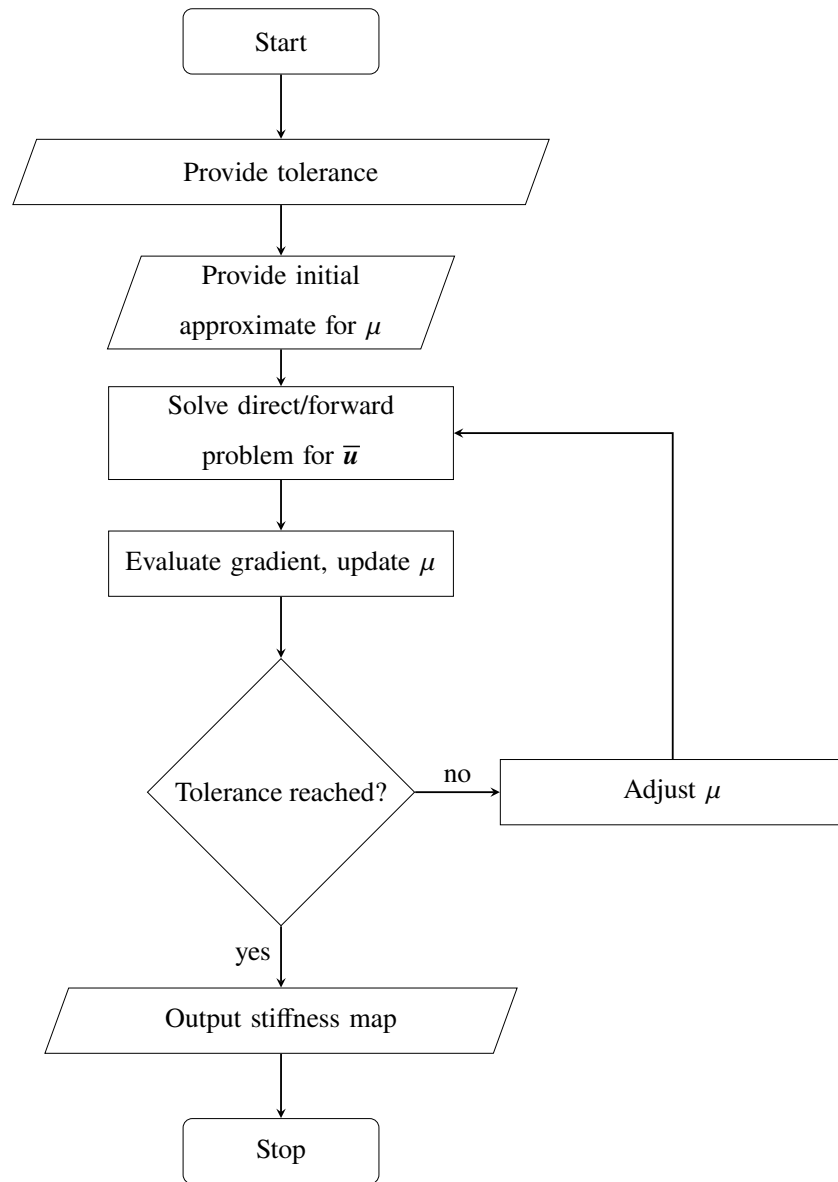 Start
Provide tolerance
Provide initial
approximate for μ
Solve direct/forward
problem for u̅
Evaluate gradient, update μ
Tolerance reached?
no
Adjust μ
yes
Output stiffness map
Stop